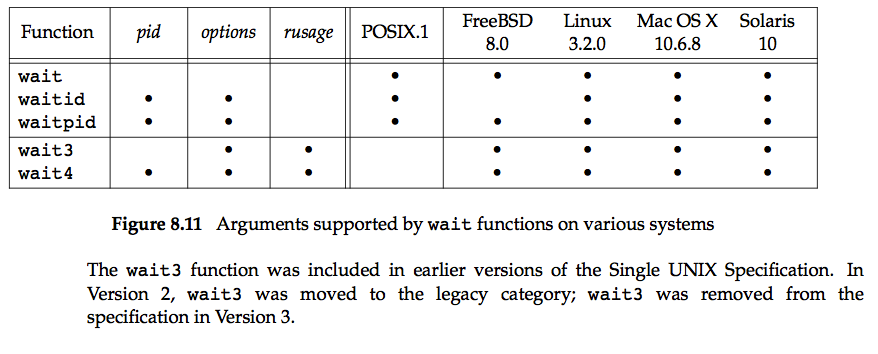 Function pid options rusage POSIX.1 FreeBSD 8.0 Linux 3.2.0 Mac OS X 10.6.8 Solaris 10
wait • • • • •
waitid • • • • • •
waitpid • • • • • • •
wait3 • • • • • •
wait4 • • • • • • •
Figure 8.11 Arguments supported by wait functions on various systems
The wait3 function was included in earlier versions of the Single UNIX Specification. In
Version 2, wait3 was moved to the legacy category; wait3 was removed from the
specification in Version 3.